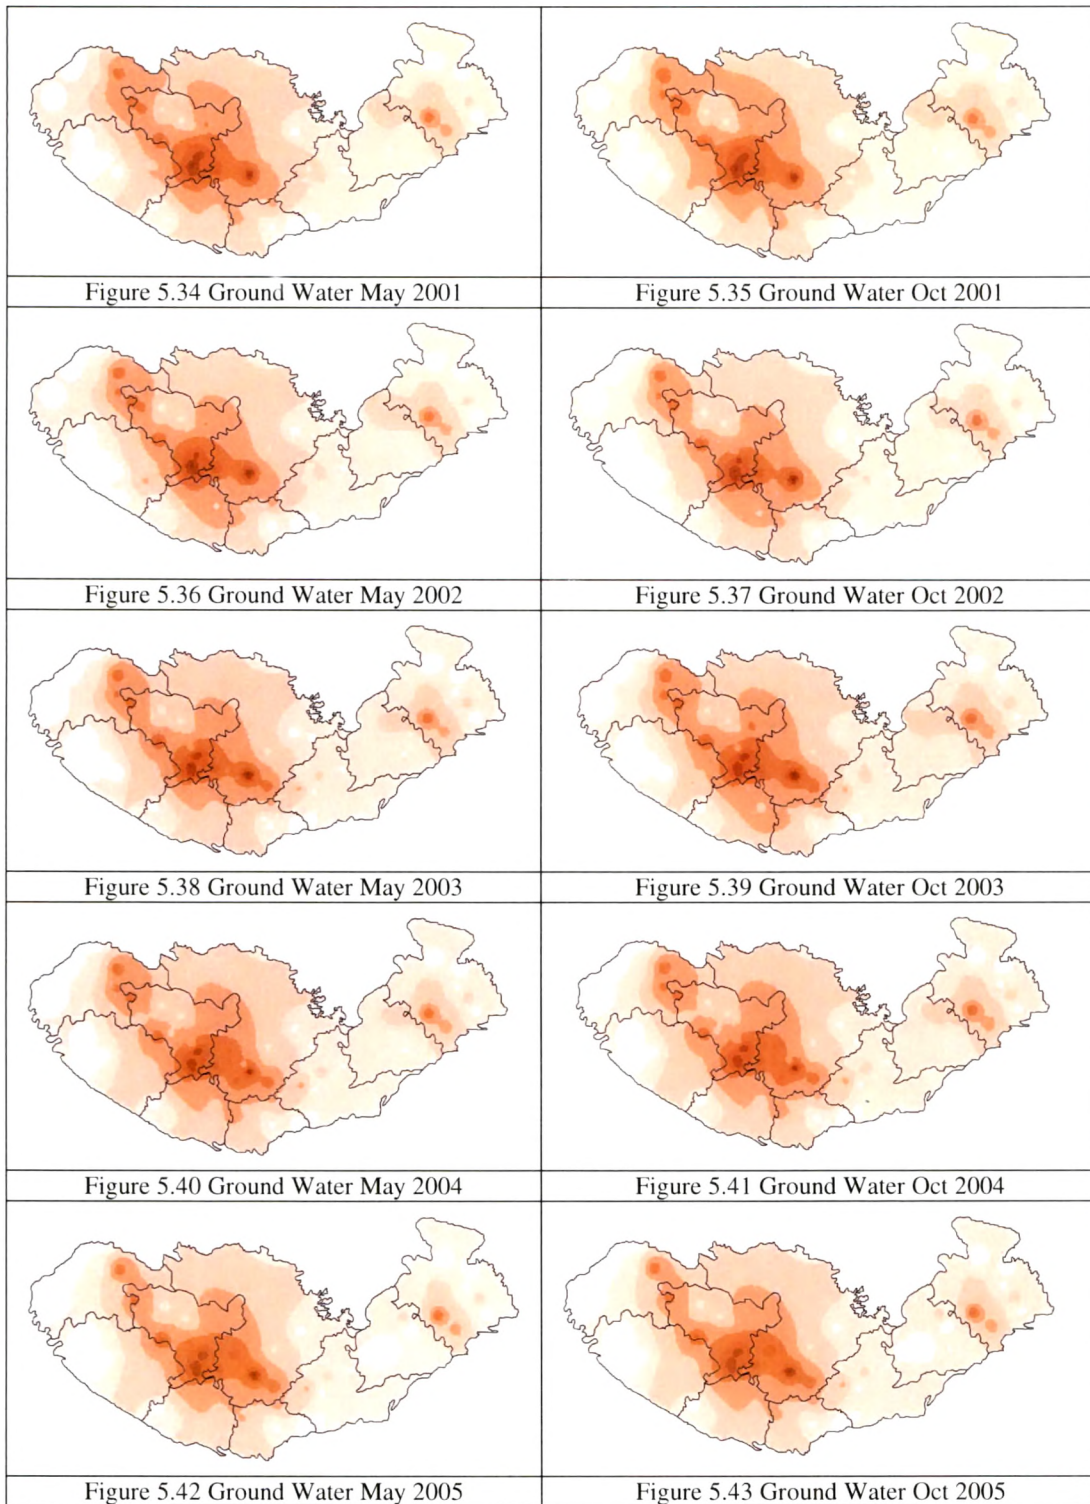 Figure 5.34 Ground Water May 2001
Figure 5.35 Ground Water Oct 2001
Figure 5.36 Ground Water May 2002
Figure 5.37 Ground Water Oct 2002
Figure 5.38 Ground Water May 2003
Figure 5.39 Ground Water Oct 2003
Figure 5.40 Ground Water May 2004
Figure 5.41 Ground Water Oct 2004
Figure 5.42 Ground Water May 2005
Figure 5.43 Ground Water Oct 2005